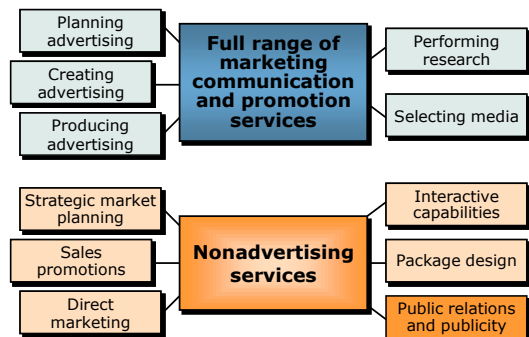 Planning
advertising
Creating
advertising
Producing
advertising
Full range of
marketing
communication
and promotion
services
Performing
research
Selecting media
Strategic market
planning
Sales
promotions
Direct
marketing
Nonadvertising
services
Interactive
capabilities
Package design
Public relations
and publicity